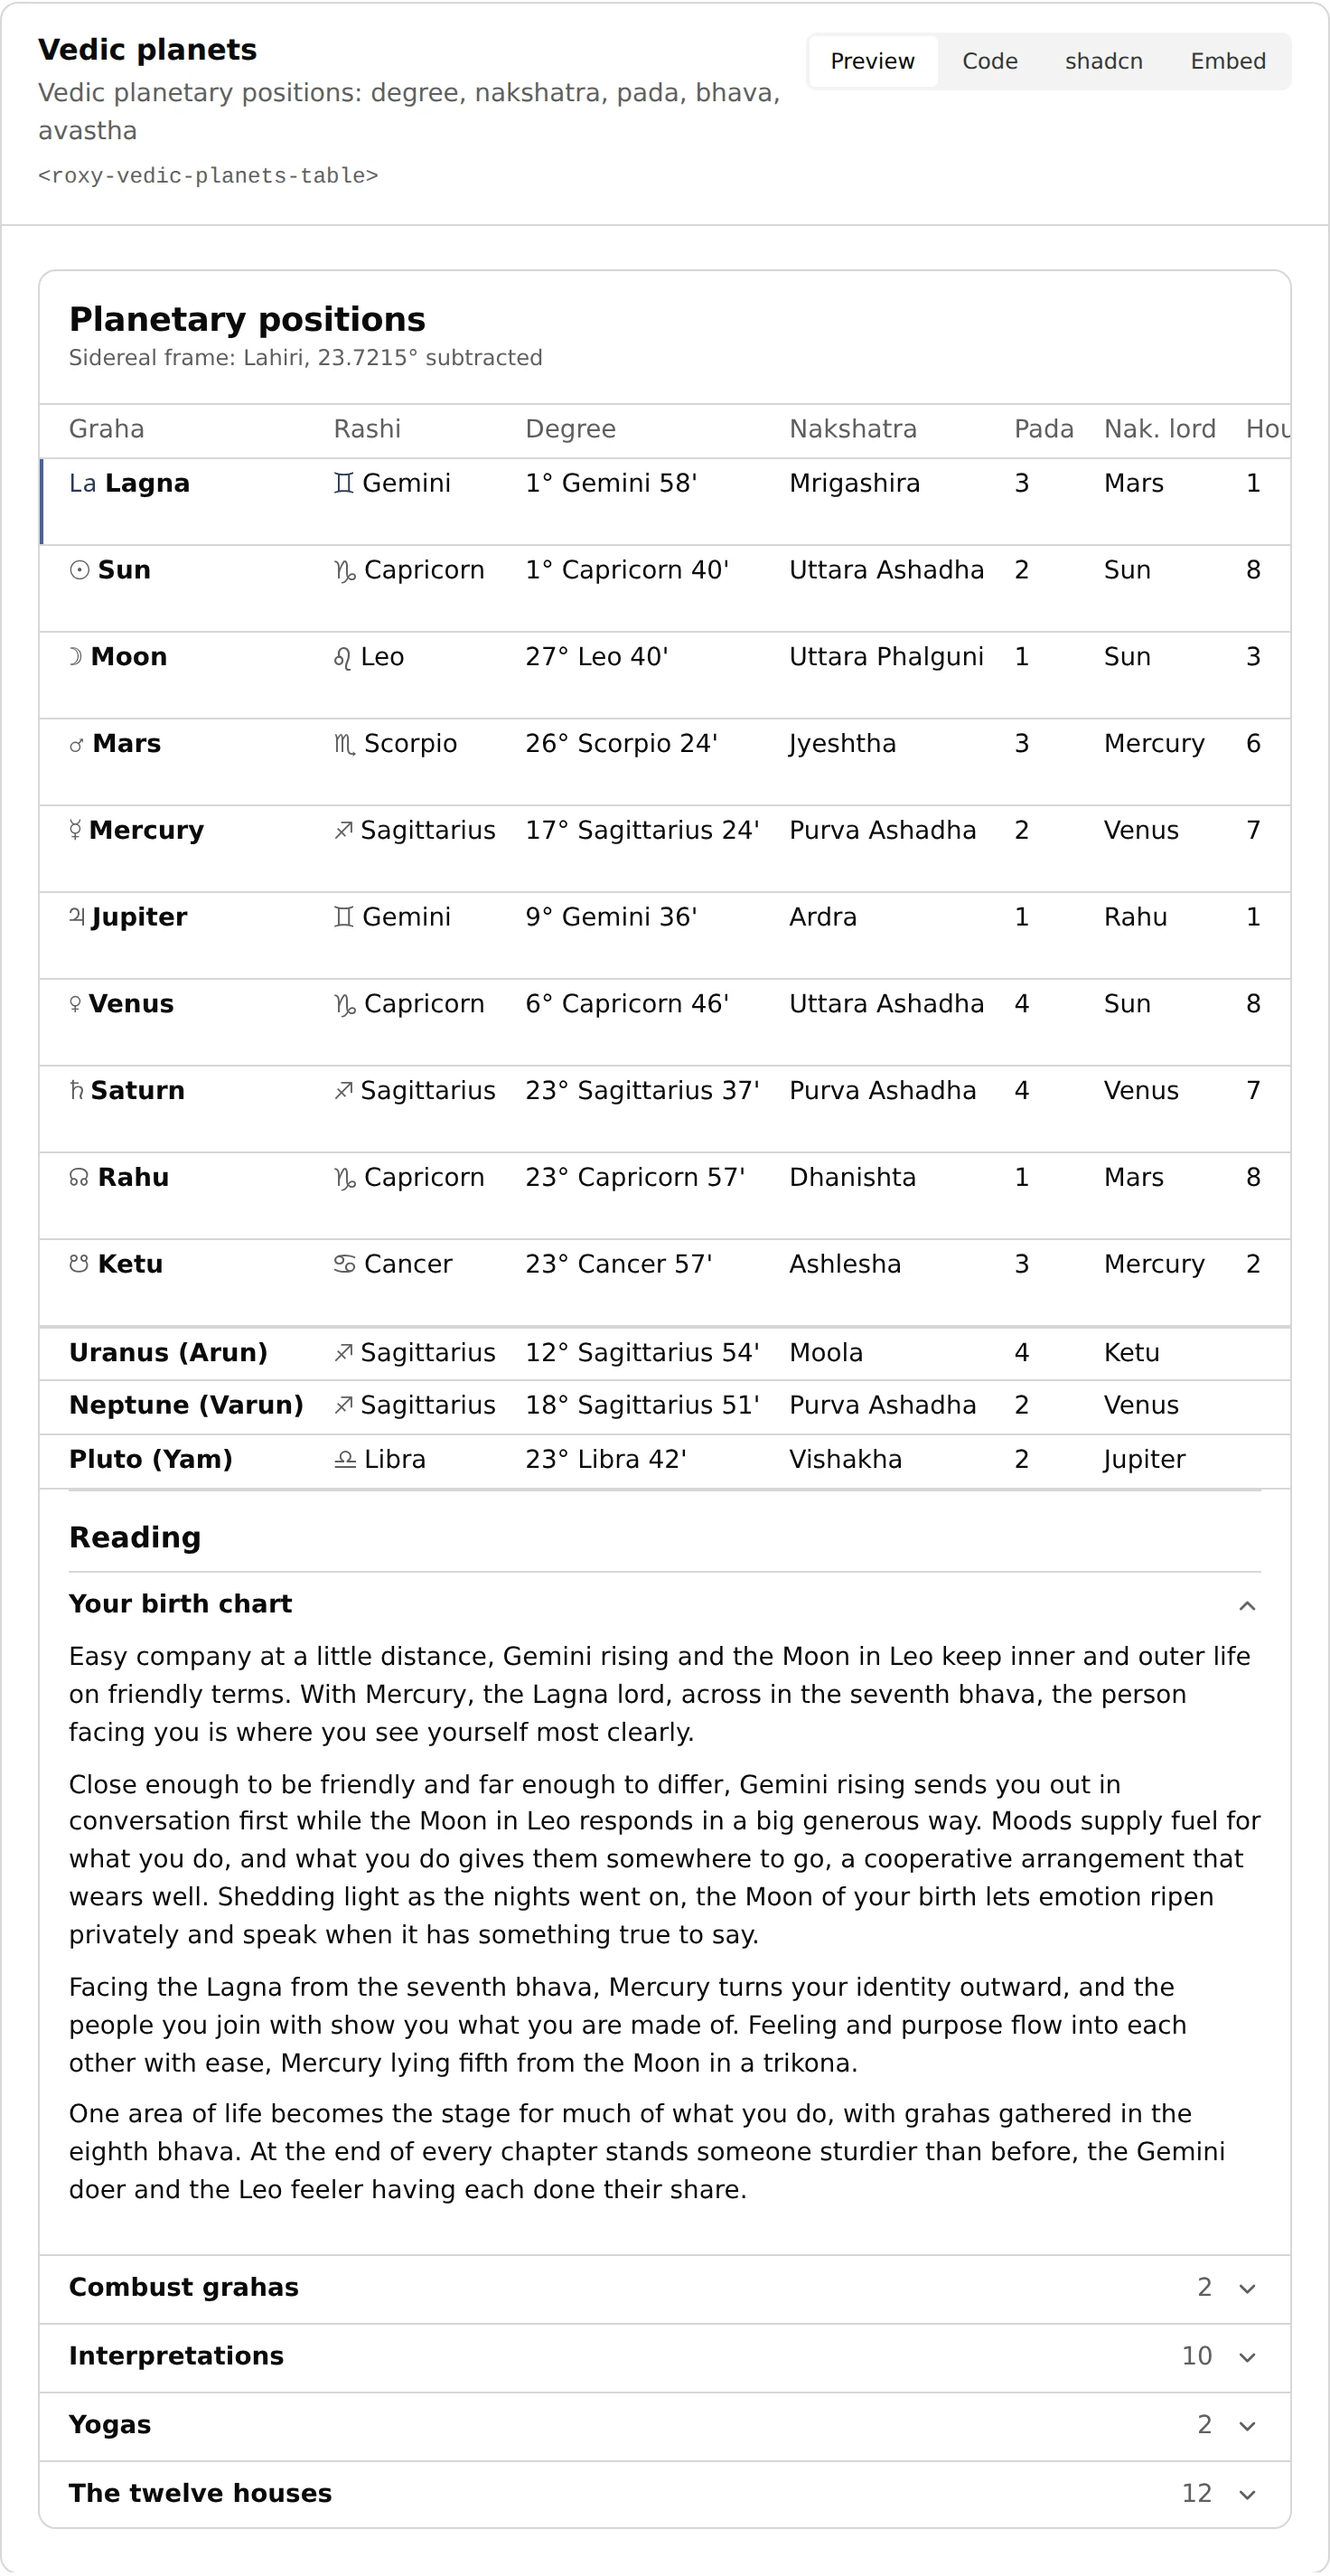 Vedic planets
Preview Code shadcn Embed
Vedic planetary positions: degree, nakshatra, pada, bhava,
avastha
<roxy-vedic-planets-table>
Planetary positions
Sidereal frame: Lahiri, 23.7215° subtracted
Graha Rashi Degree Nakshatra Pada Nak. lord Hou
La Lagna ♊ Gemini 1° Gemini 58' Mrigashira 3 Mars 1
☉ Sun ♑ Capricorn 1° Capricorn 40' Uttara Ashadha 2 Sun 8
☽ Moon ♌ Leo 27° Leo 40' Uttara Phalguni 1 Sun 3
♂ Mars ♏ Scorpio 26° Scorpio 24' Jyeshtha 3 Mercury 6
☿ Mercury ♐ Sagittarius 17° Sagittarius 24' Purva Ashadha 2 Venus 7
♃ Jupiter ♊ Gemini 9° Gemini 36' Ardra 1 Rahu 1
♀ Venus ♑ Capricorn 6° Capricorn 46' Uttara Ashadha 4 Sun 8
♄ Saturn ♐ Sagittarius 23° Sagittarius 37' Purva Ashadha 4 Venus 7
☊ Rahu ♑ Capricorn 23° Capricorn 57' Dhanishta 1 Mars 8
☋ Ketu ♋ Cancer 23° Cancer 57' Ashlesha 3 Mercury 2
Uranus (Arun) ♐ Sagittarius 12° Sagittarius 54' Moola 4 Ketu
Neptune (Varun) ♐ Sagittarius 18° Sagittarius 51' Purva Ashadha 2 Venus
Pluto (Yam) ♎ Libra 23° Libra 42' Vishakha 2 Jupiter
Reading
Your birth chart
Easy company at a little distance, Gemini rising and the Moon in Leo keep inner and outer life
on friendly terms. With Mercury, the Lagna lord, across in the seventh bhava, the person
facing you is where you see yourself most clearly.
Close enough to be friendly and far enough to differ, Gemini rising sends you out in
conversation first while the Moon in Leo responds in a big generous way. Moods supply fuel for
what you do, and what you do gives them somewhere to go, a cooperative arrangement that
wears well. Shedding light as the nights went on, the Moon of your birth lets emotion ripen
privately and speak when it has something true to say.
Facing the Lagna from the seventh bhava, Mercury turns your identity outward, and the
people you join with show you what you are made of. Feeling and purpose flow into each
other with ease, Mercury lying fifth from the Moon in a trikona.
One area of life becomes the stage for much of what you do, with grahas gathered in the
eighth bhava. At the end of every chapter stands someone sturdier than before, the Gemini
doer and the Leo feeler having each done their share.
Combust grahas 2
Interpretations 10
Yogas 2
The twelve houses 12